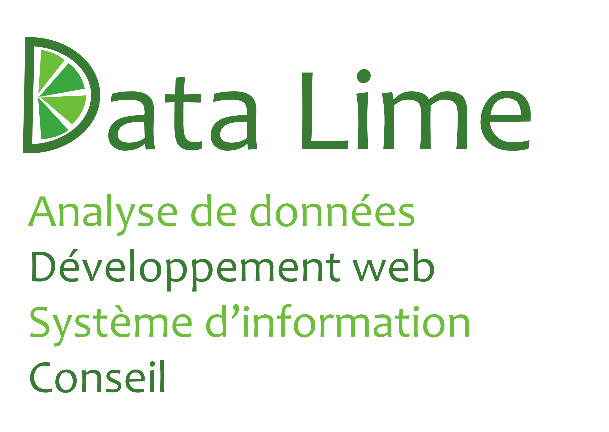 Data Lime
Analyse de données
Développement web
Système d'information
Conseil